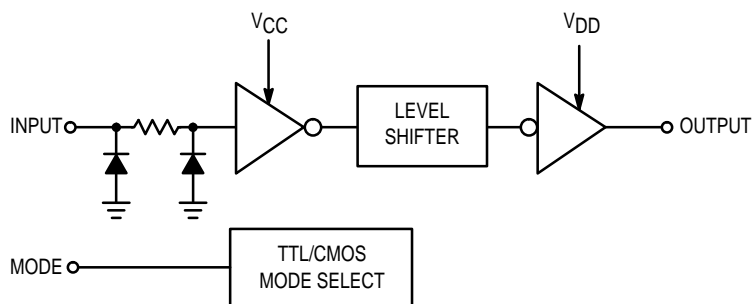 VCC
VDD
INPUT
LEVEL
SHIFTER
OUTPUT
MODE
TTL/CMOS
MODE SELECT